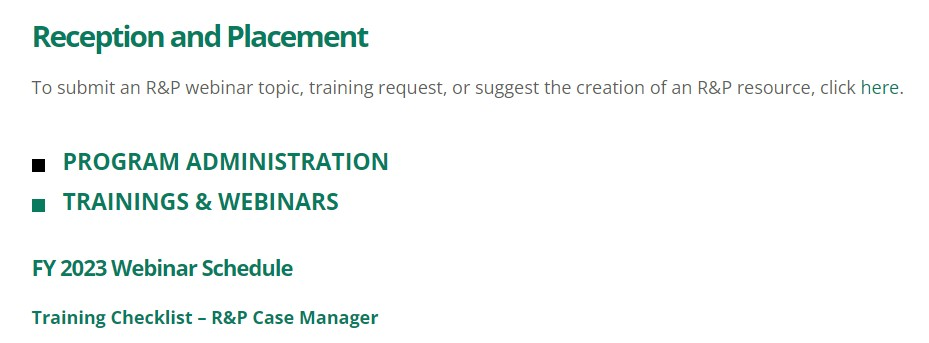 Reception and Placement
To submit an R&P webinar topic, training request, or suggest the creation of an R&P resource, click here.
PROGRAM ADMINISTRATION
TRAININGS & WEBINARS
FY 2023 Webinar Schedule
Training Checklist – R&P Case Manager